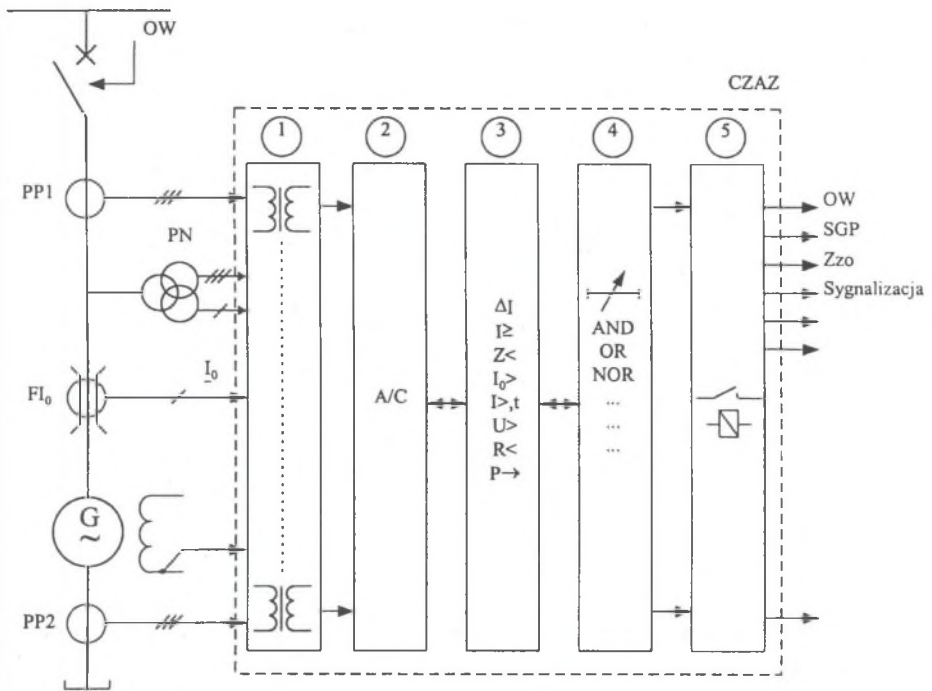 OW
CZAZ
1
2
3
4
5
PP1
PN
FI₀
I₀
G
~
PP2
A/C
ΔI
I≥
Z<
I₀>
I>,t
U>
R<
P→
AND
OR
NOR
...
...
OW
SGP
Zzo
Sygnalizacja